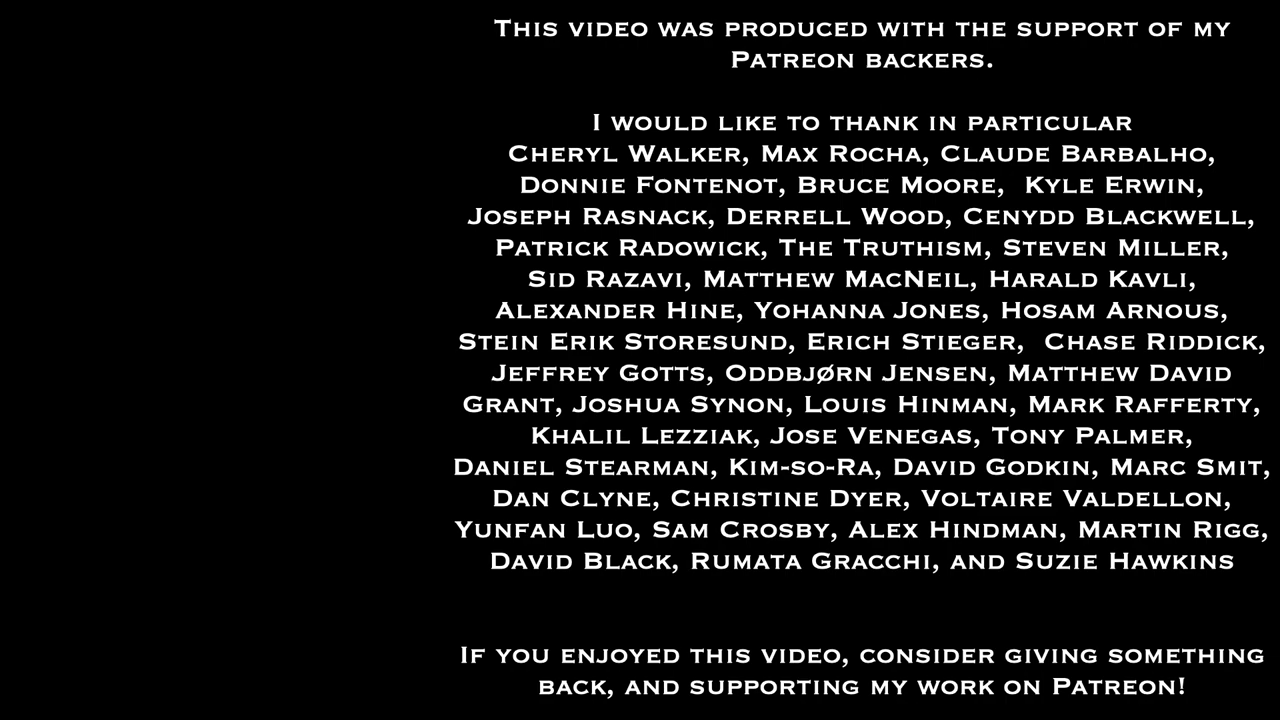 This video was produced with the support of my
Patreon backers.
I would like to thank in particular
Cheryl Walker, Max Rocha, Claude Barbalho,
Donnie Fontenot, Bruce Moore,  Kyle Erwin,
Joseph Rasnack, Derrell Wood, Cenydd Blackwell,
Patrick Radowick, The Truthism, Steven Miller,
Sid Razavi, Matthew MacNeil, Harald Kavli,
Alexander Hine, Yohanna Jones, Hosam Arnous,
Stein Erik Storesund, Erich Stieger,  Chase Riddick,
Jeffrey Gotts, Oddbjørn Jensen, Matthew David
Grant, Joshua Synon, Louis Hinman, Mark Rafferty,
Khalil Lezziak, Jose Venegas, Tony Palmer,
Daniel Stearman, Kim-so-Ra, David Godkin, Marc Smit,
Dan Clyne, Christine Dyer, Voltaire Valdellon,
Yunfan Luo, Sam Crosby, Alex Hindman, Martin Rigg,
David Black, Rumata Gracchi, and Suzie Hawkins
If you enjoyed this video, consider giving something
back, and supporting my work on Patreon!